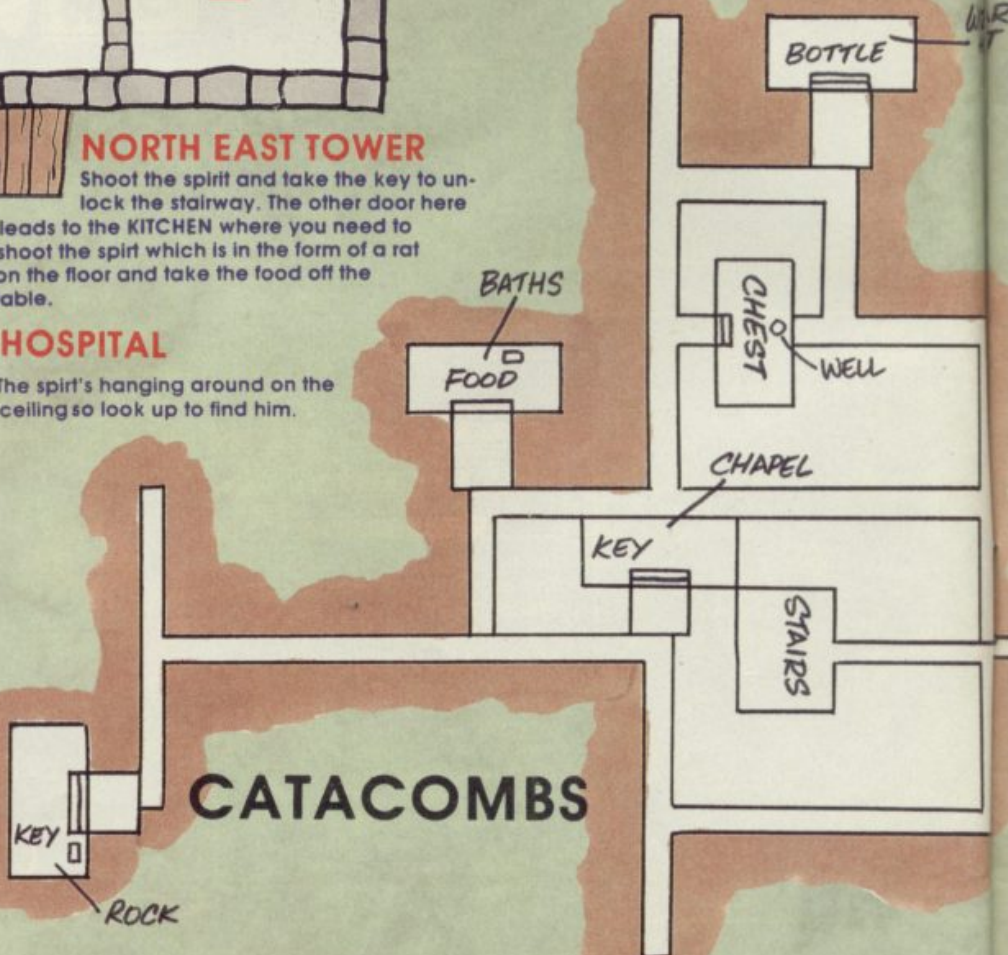 NORTH EAST TOWER
Shoot the spirit and take the key to un-
lock the stairway. The other door here
leads to the KITCHEN where you need to
shoot the spirt which is in the form of a rat
on the floor and take the food off the
able.
HOSPITAL
The spirt's hanging around on the
ceiling so look up to find him.
BOTTLE
BATHS
FOOD
CHEST
WELL
CHAPEL
KEY
STAIRS
CATACOMBS
KEY
ROCK